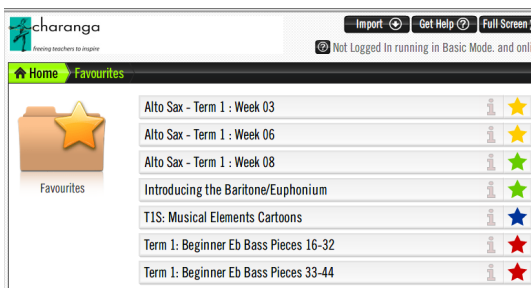 charanga
freeing teachers to inspire
Import Get Help ? Full Screen
? Not Logged In running in Basic Mode. and onli
Home Favourites
Favourites
Alto Sax - Term 1 : Week 03
Alto Sax - Term 1 : Week 06
Alto Sax - Term 1 : Week 08
Introducing the Baritone/Euphonium
T1S: Musical Elements Cartoons
Term 1: Beginner Eb Bass Pieces 16-32
Term 1: Beginner Eb Bass Pieces 33-44